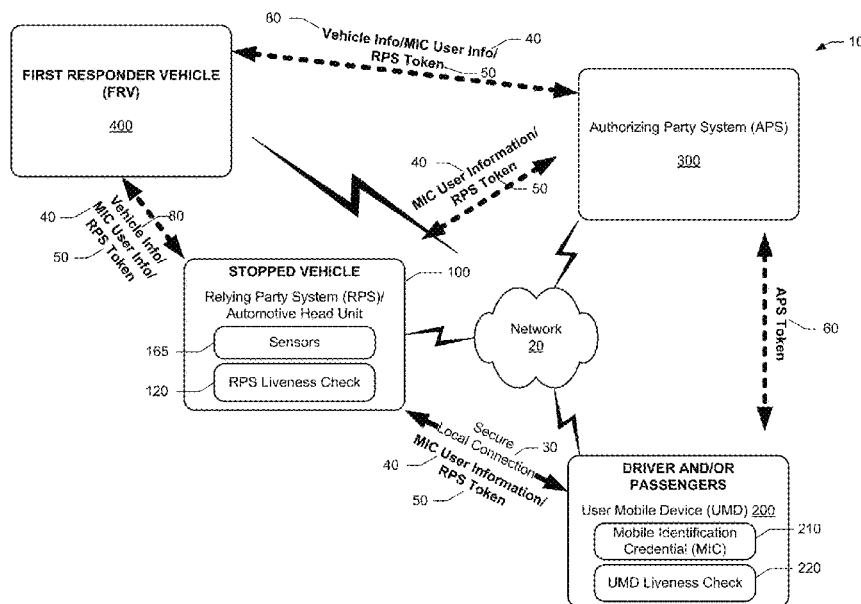 80
Vehicle Info/MIC User Info/
40
RPS Token
50
10
FIRST RESPONDER VEHICLE
(FRV)
400
Authorizing Party System (APS)
300
40
MIC User Information/
RPS Token
50
80
40
Vehicle Info/
MIC User Info/
50
RPS Token
STOPPED VEHICLE
100
Relying Party System (RPS)/
Automotive Head Unit
165
Sensors
120
RPS Liveness Check
Network
20
APS Token
60
Secure
Local Connection
30
40
MIC User Information/
RPS Token
50
DRIVER AND/OR
PASSENGERS
User Mobile Device (UMD) 200
210
Mobile Identification
Credential (MIC)
220
UMD Liveness Check